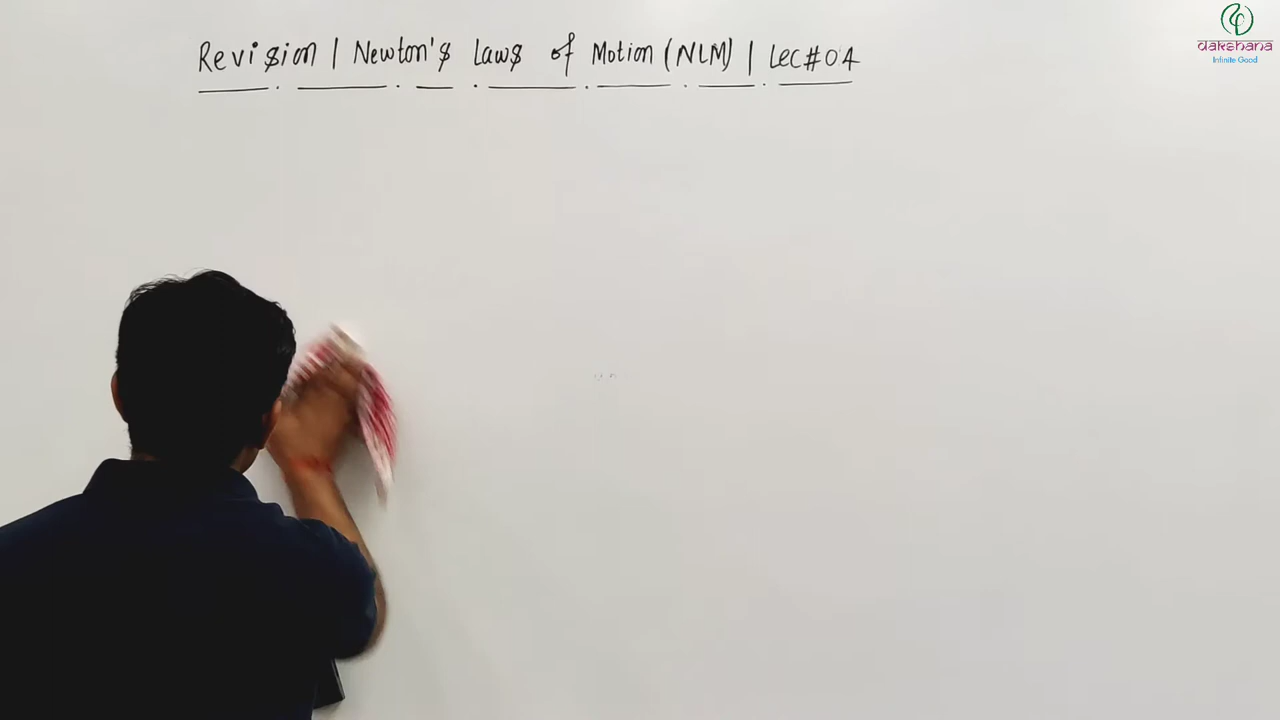 Revision | Newton's Laws of Motion (NLM) | Lec#04
dakshana
Infinite Good